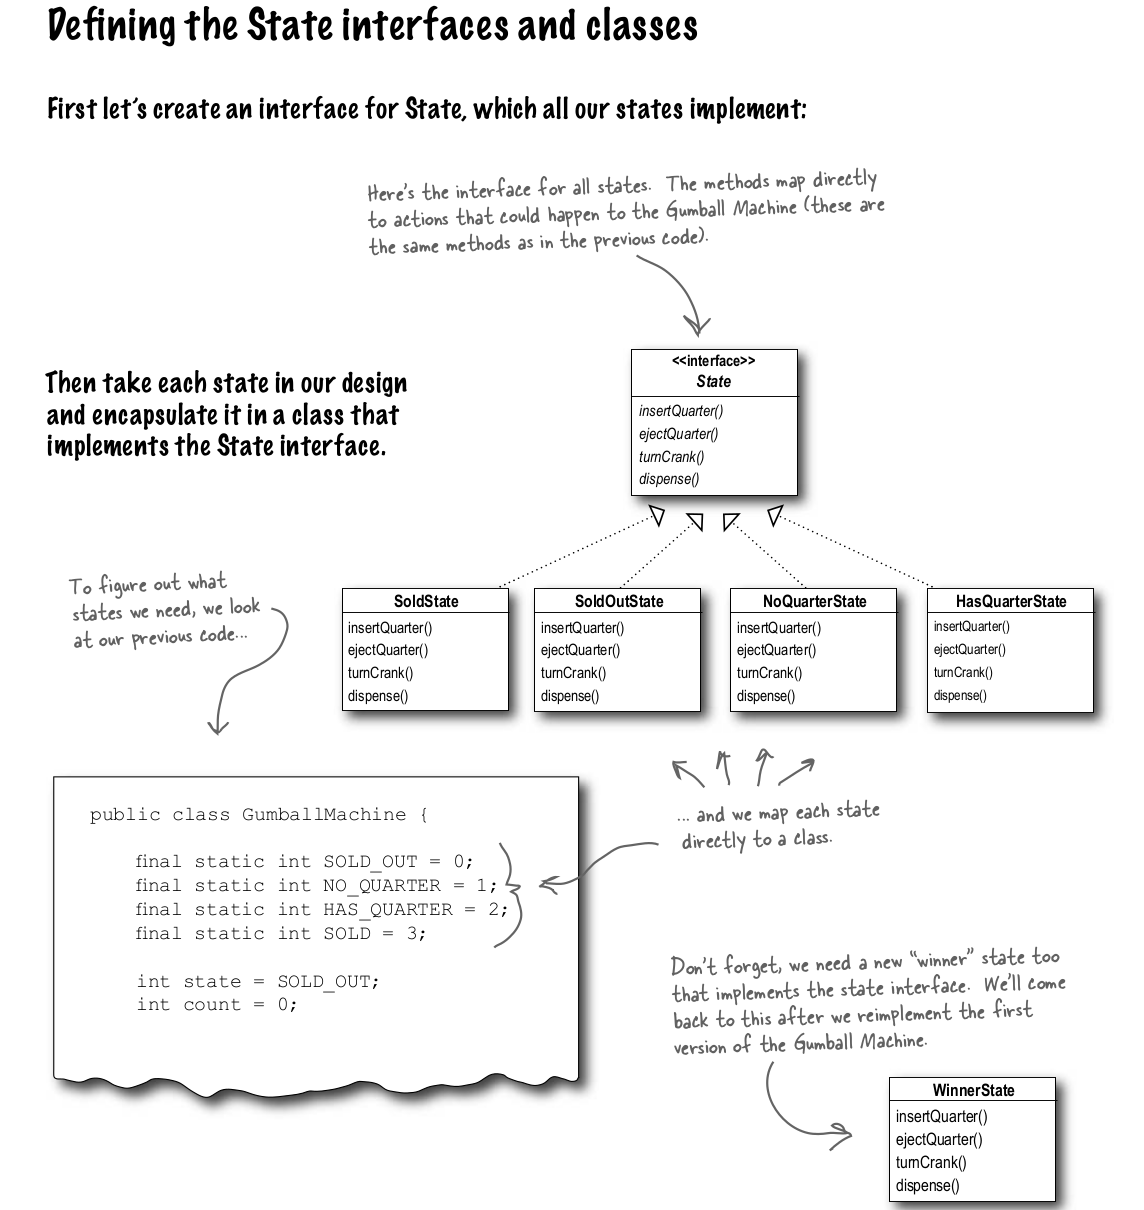 Defining the State interfaces and classes
First let's create an interface for State, which all our states implement:
Here's the interface for all states. The methods map directly
to actions that could happen to the Gumball Machine (these are
the same methods as in the previous code).
<<interface>>
State
insertQuarter()
ejectQuarter()
turnCrank()
dispense()
Then take each state in our design
and encapsulate it in a class that
implements the State interface.
To figure out what
states we need, we look
at our previous code...
SoldState
insertQuarter()
ejectQuarter()
turnCrank()
dispense()
SoldOutState
insertQuarter()
ejectQuarter()
turnCrank()
dispense()
NoQuarterState
insertQuarter()
ejectQuarter()
turnCrank()
dispense()
HasQuarterState
insertQuarter()
ejectQuarter()
turnCrank()
dispense()
... and we map each state
directly to a class.
public class GumballMachine {
final static int SOLD_OUT = 0;
final static int NO_QUARTER = 1;
final static int HAS_QUARTER = 2;
final static int SOLD = 3;
int state = SOLD_OUT;
int count = 0;
Don't forget, we need a new "winner" state too
that implements the state interface. We'll come
back to this after we reimplement the first
version of the Gumball Machine.
WinnerState
insertQuarter()
ejectQuarter()
turnCrank()
dispense()